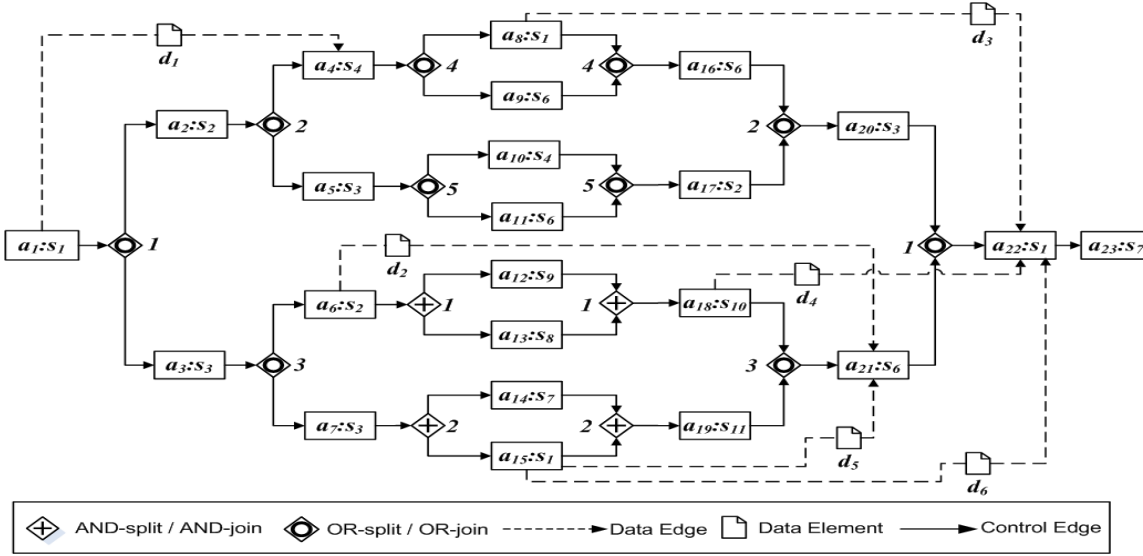 a8:s1
d3
d1
a4:s4
4
4
a16:s6
a9:s6
a2:s2
2
2
a20:s3
a10:s4
a5:s3
5
5
a17:s2
a11:s6
a1:s1
1
1
a22:s1
a23:s7
d2
a12:s9
d4
a6:s2
1
1
a18:s10
a13:s8
a3:s3
3
3
a21:s6
a14:s7
a7:s3
2
2
a19:s11
a15:s1
d5
d6
AND-split / AND-join OR-split / OR-join Data Edge Data Element Control Edge